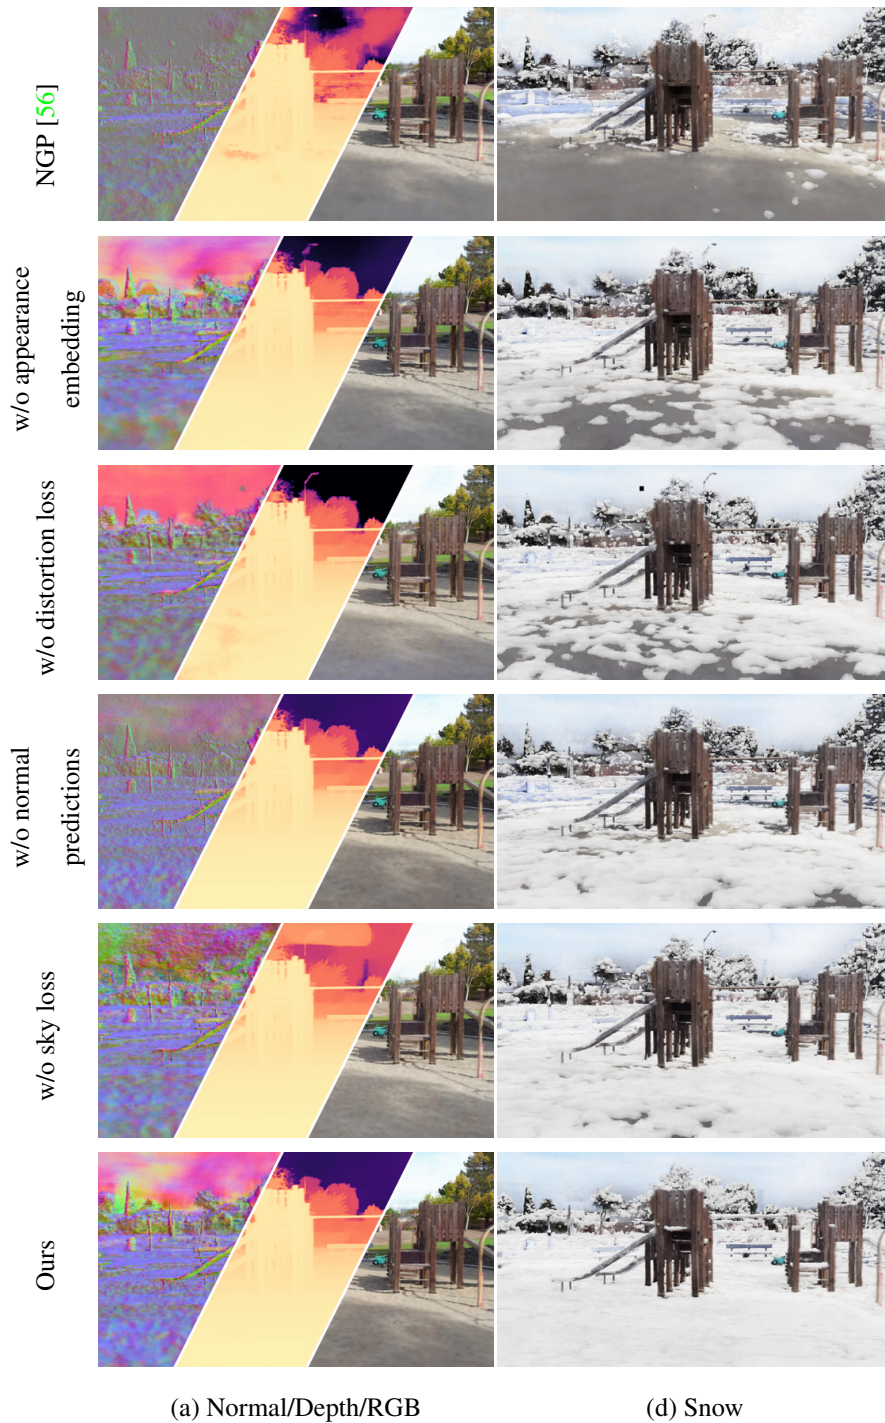 NGP [56]
w/o appearance
embedding
w/o distortion loss
w/o normal
predictions
w/o sky loss
Ours
(a) Normal/Depth/RGB
(d) Snow